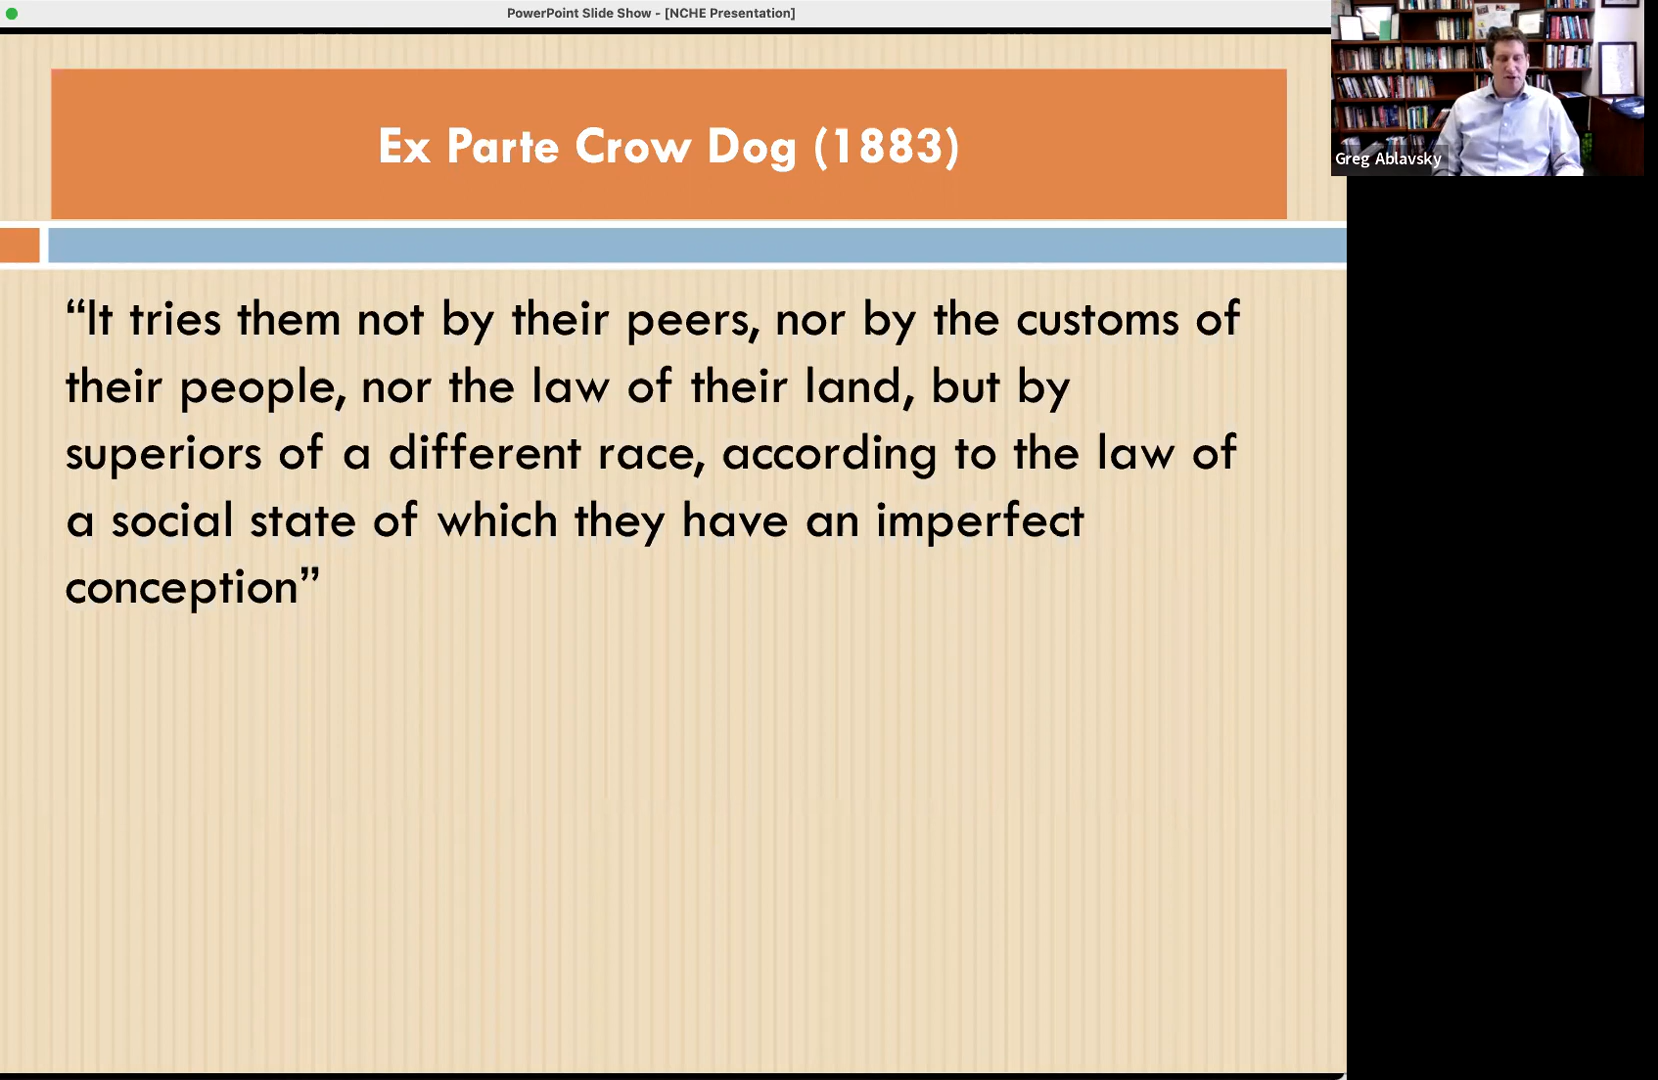 PowerPoint Slide Show - [NCHE Presentation]
Greg Ablavsky
Ex Parte Crow Dog (1883)
“It tries them not by their peers, nor by the customs of
their people, nor the law of their land, but by
superiors of a different race, according to the law of
a social state of which they have an imperfect
conception”